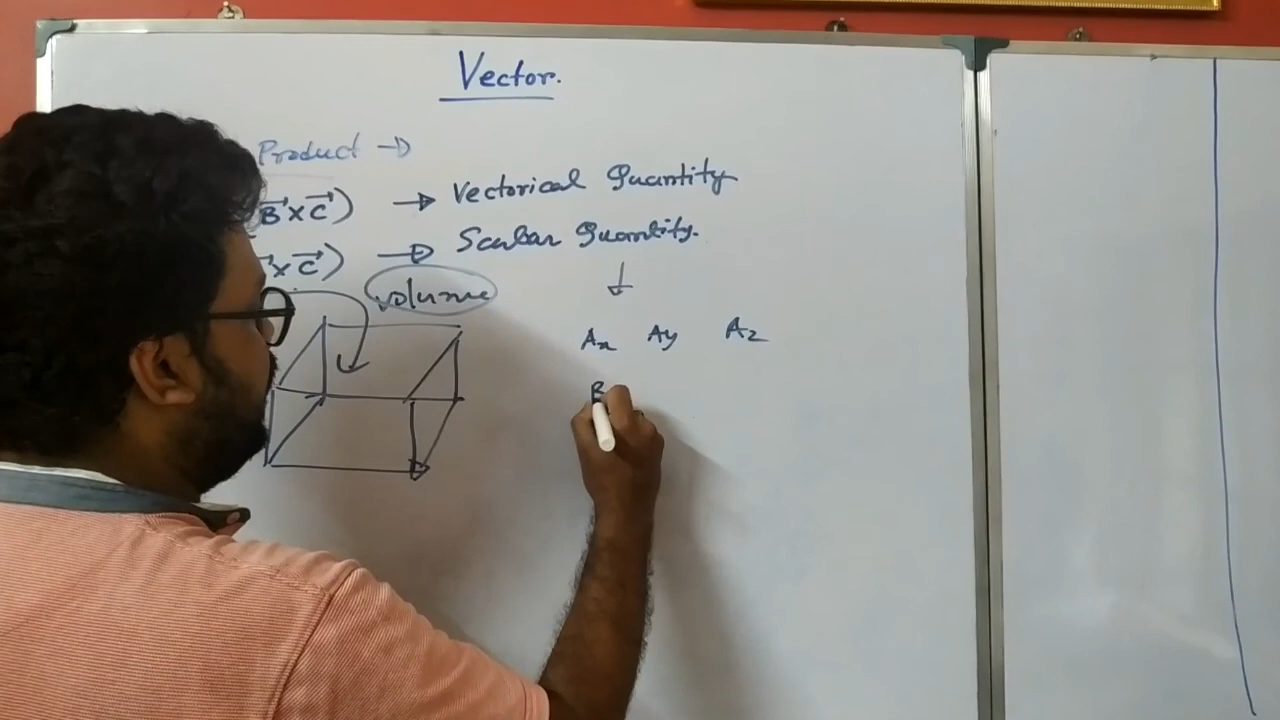 Vector.
Product →
B⃗ × C⃗) → Vectorical Quantity
× C⃗) → Scalar Quantity.
volume
Ax Ay Az
B